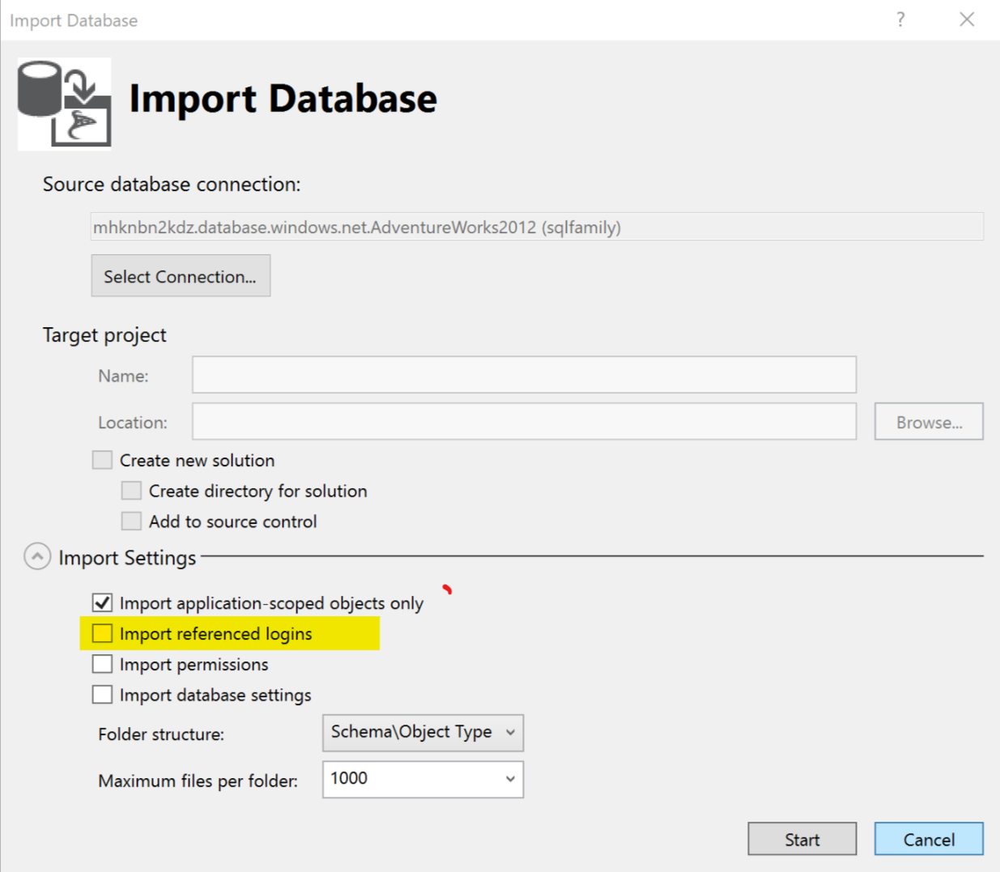 Import Database
?
Import Database
Source database connection:
mhknbn2kdz.database.windows.net.AdventureWorks2012 (sqlfamily)
Select Connection...
Target project
Name:
Location:
Browse...
Create new solution
Create directory for solution
Add to source control
Import Settings
Import application-scoped objects only
Import referenced logins
Import permissions
Import database settings
Folder structure: Schema\Object Type
Maximum files per folder: 1000
Start Cancel